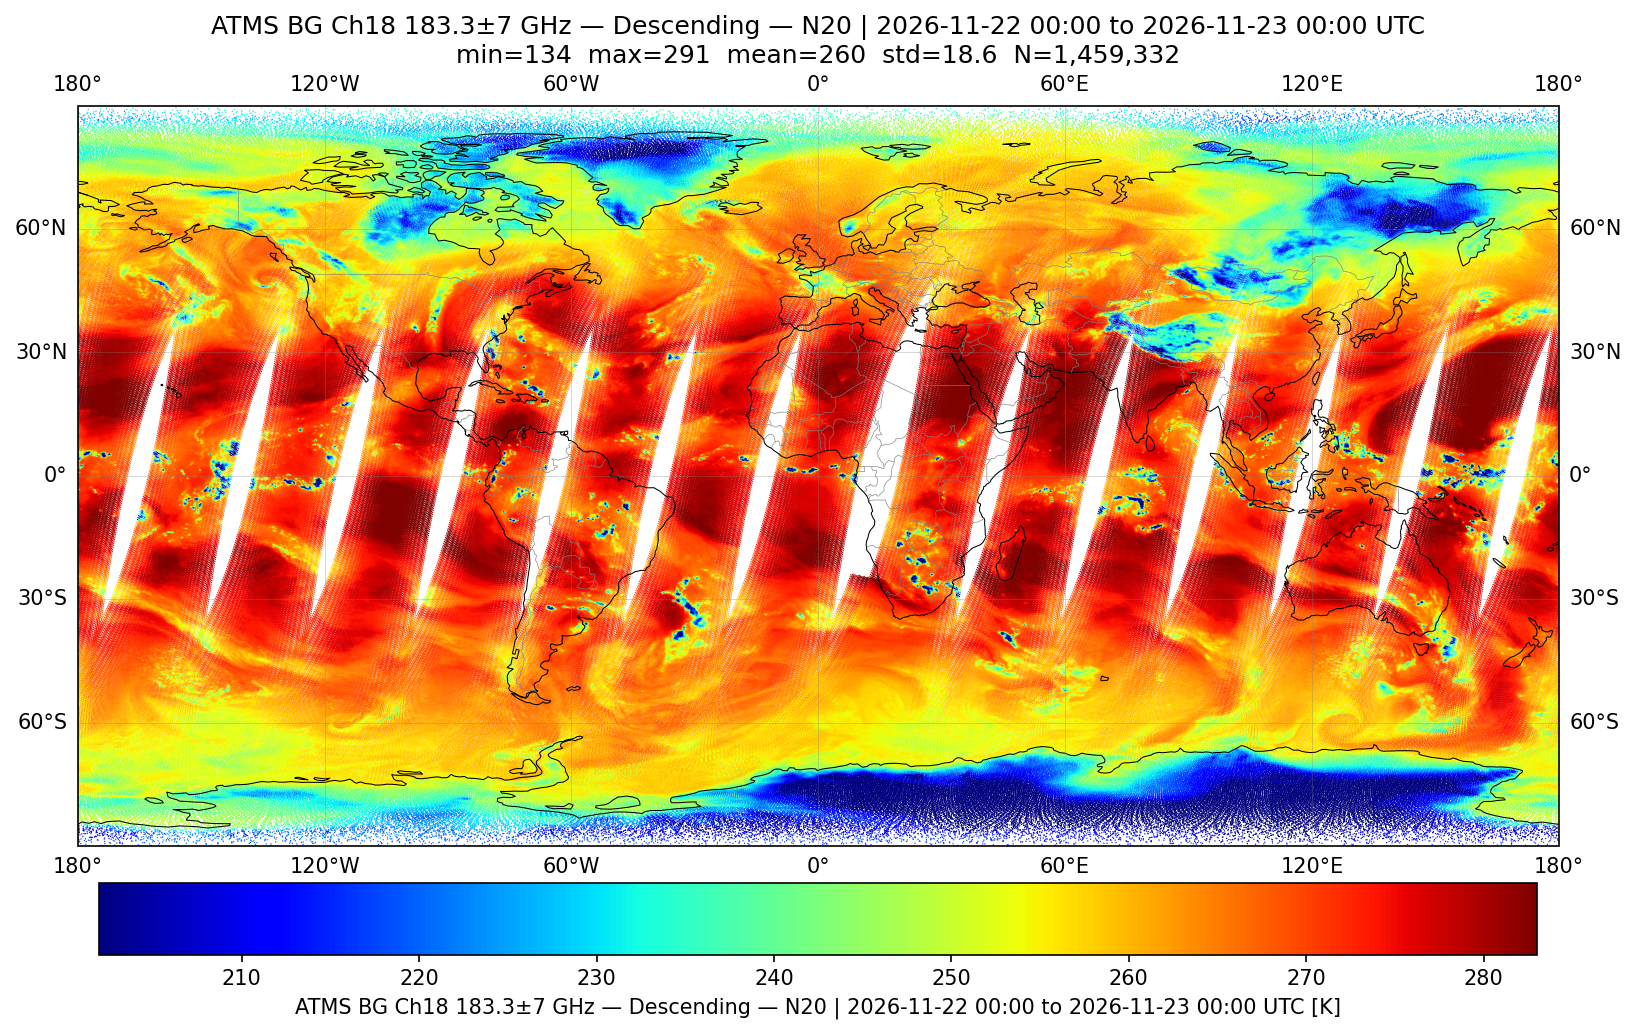 ATMS BG Ch18 183.3±7 GHz — Descending — N20 | 2026-11-22 00:00 to 2026-11-23 00:00 UTC
min=134  max=291  mean=260  std=18.6  N=1,459,332
180° 120°W 60°W 0° 60°E 120°E 180°
60°N 60°N
30°N 30°N
0° 0°
30°S 30°S
60°S 60°S
180° 120°W 60°W 0° 60°E 120°E 180°
210 220 230 240 250 260 270 280
ATMS BG Ch18 183.3±7 GHz — Descending — N20 | 2026-11-22 00:00 to 2026-11-23 00:00 UTC [K]